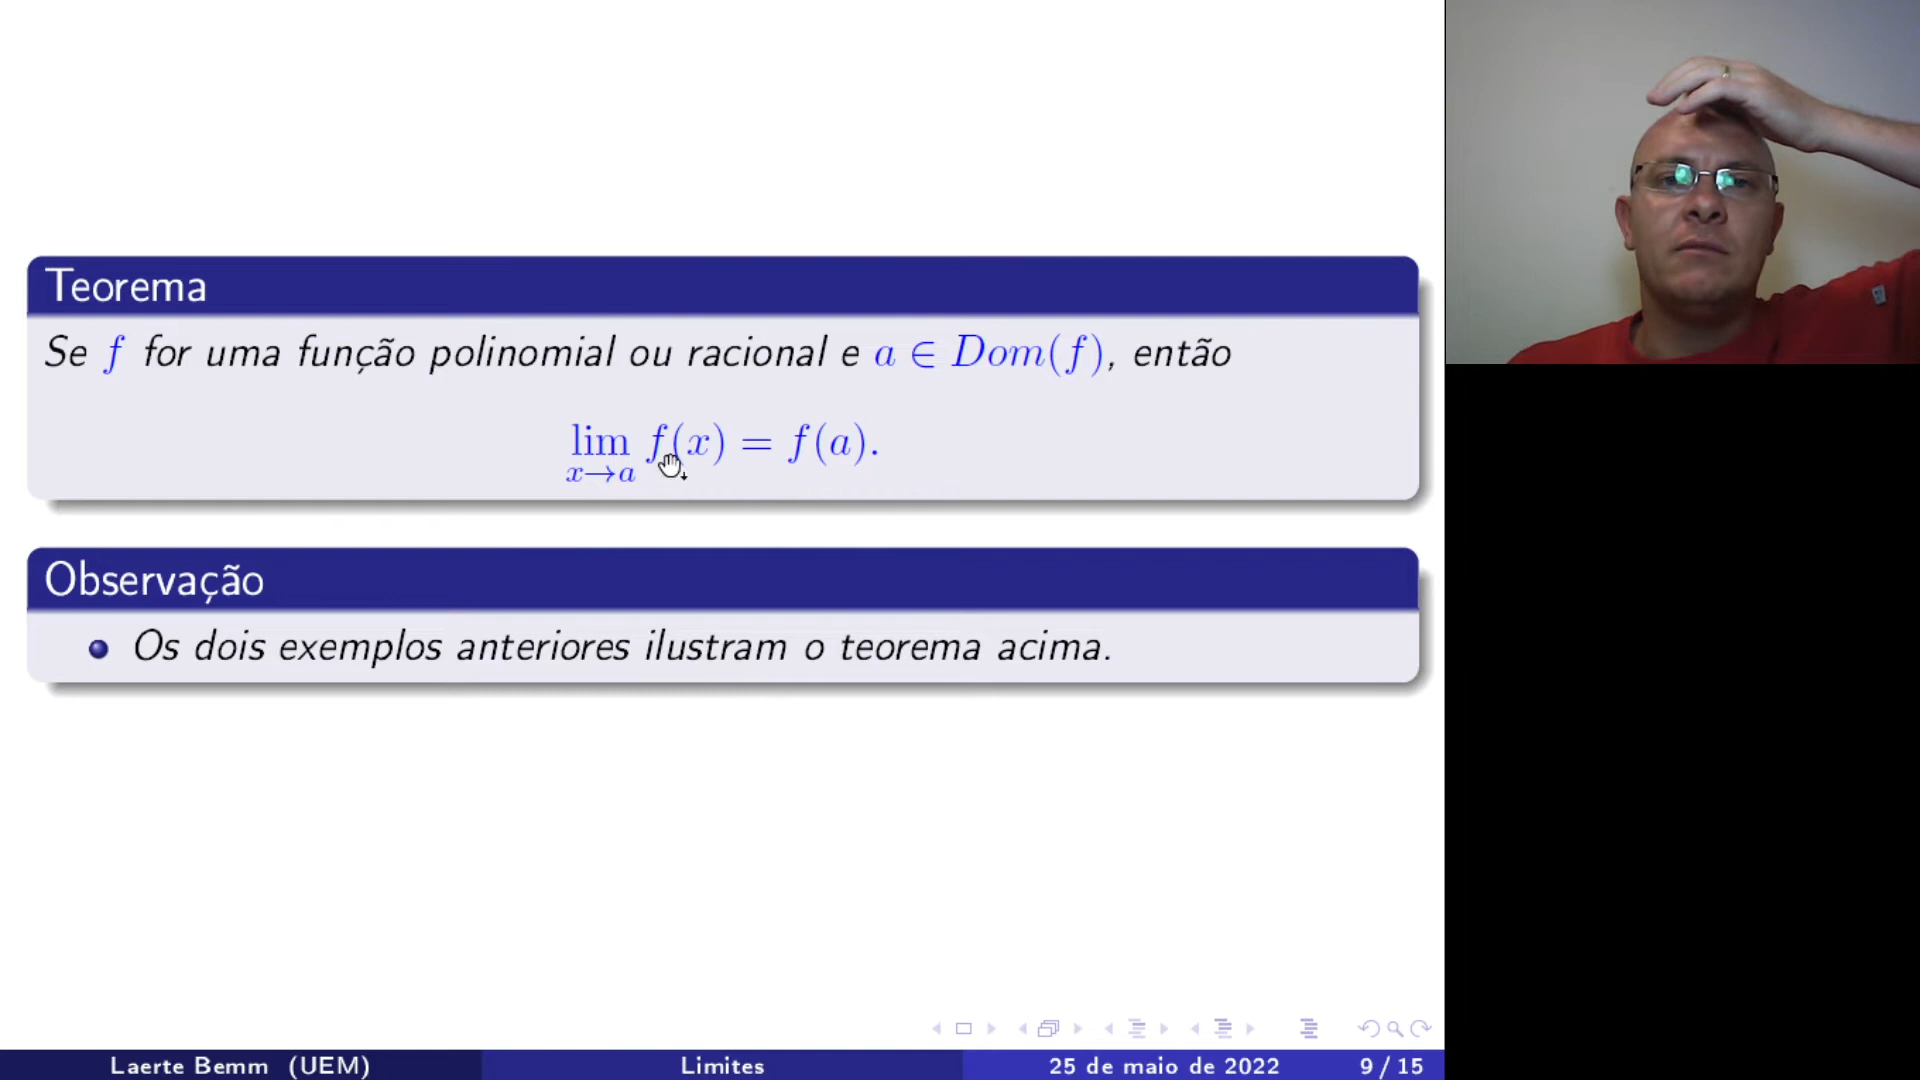 Teorema
Se f for uma função polinomial ou racional e a ∈ Dom(f), então
lim f(x) = f(a).
x→a
Observação
Os dois exemplos anteriores ilustram o teorema acima.
Laerte Bemm (UEM) Limites 25 de maio de 2022 9 / 15